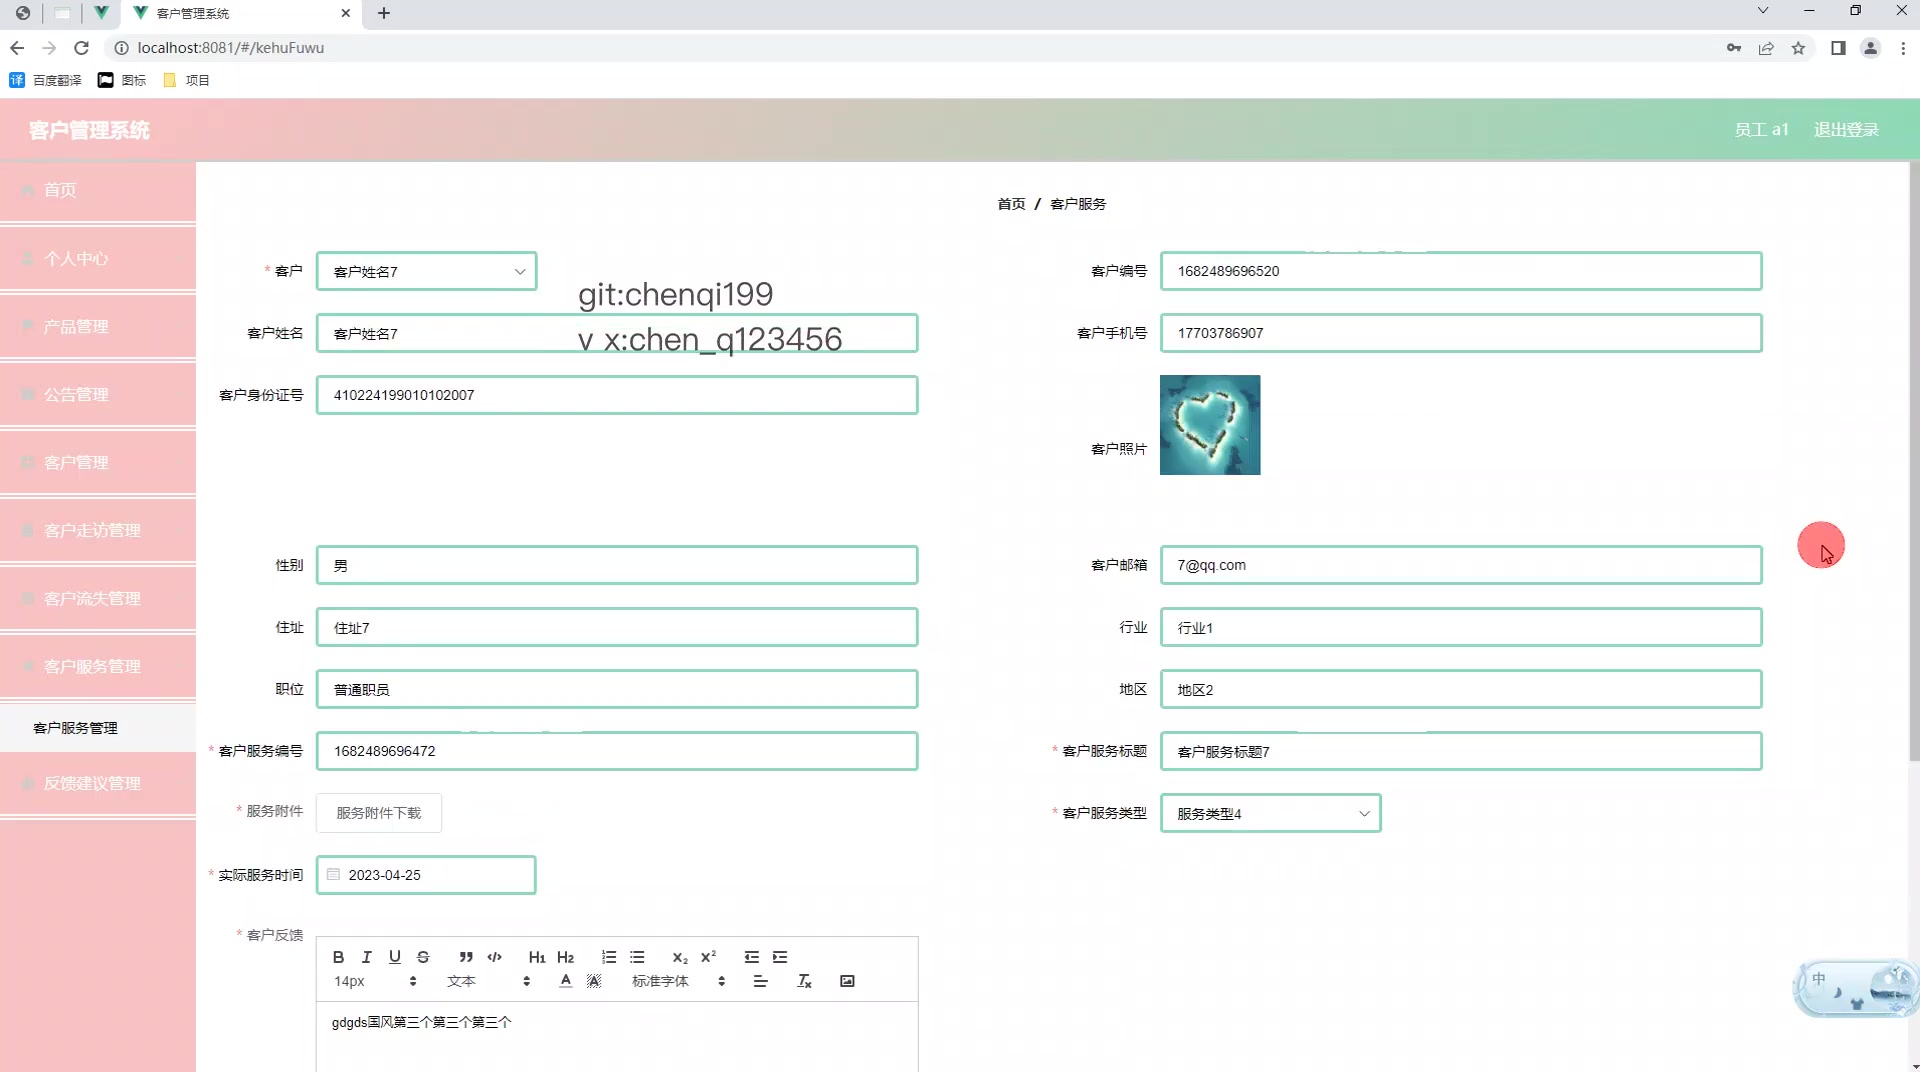 客户管理系统
localhost:8081/#/kehuFuwu
百度翻译 图标 项目
客户管理系统
员工 a1 退出登录
首页
个人中心
产品管理
公告管理
客户管理
客户走访管理
客户流失管理
客户服务管理
客户服务管理
反馈建议管理
首页 / 客户服务
* 客户 客户姓名7
客户编号 1682489696520
git:chenqi199
客户姓名 客户姓名7
v x:chen_q123456
客户手机号 17703786907
客户身份证号 410224199010102007
客户照片
性别 男
客户邮箱 7@qq.com
住址 住址7
行业 行业1
职位 普通职员
地区 地区2
* 客户服务编号 1682489696472
* 客户服务标题 客户服务标题7
* 服务附件 服务附件下载
* 客户服务类型 服务类型4
* 实际服务时间 2023-04-25
* 客户反馈
B I U S H1 H2 X2 X2
14px 文本 A A 标准字体 Tx
gdgds国风第三个第三个第三个
中